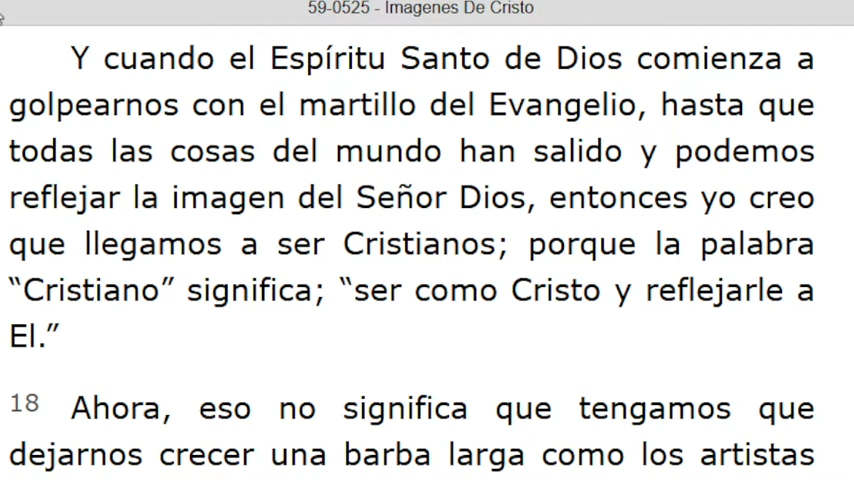 59-0525 - Imagenes De Cristo
Y cuando el Espíritu Santo de Dios comienza a
golpearnos con el martillo del Evangelio, hasta que
todas las cosas del mundo han salido y podemos
reflejar la imagen del Señor Dios, entonces yo creo
que llegamos a ser Cristianos; porque la palabra
“Cristiano” significa; “ser como Cristo y reflejarle a
El.”
18 Ahora, eso no significa que tengamos que
dejarnos crecer una barba larga como los artistas